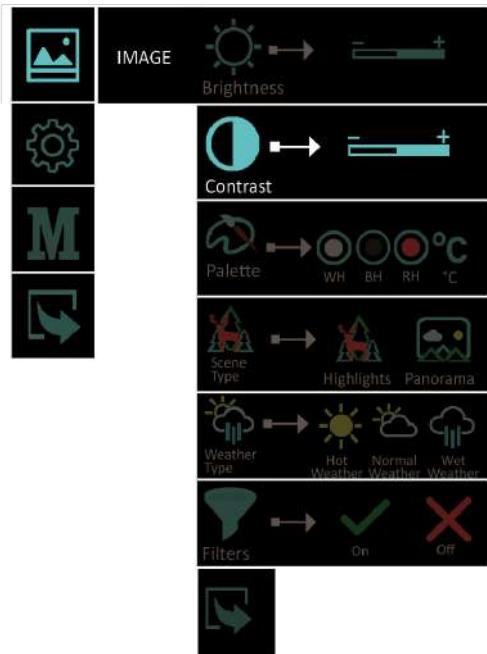 IMAGE
Brightness
- +
Contrast
- +
Palette
WH BH RH °C
°C
Scene
Type
Highlights Panorama
Weather
Type
Hot
Weather
Normal
Weather
Wet
Weather
Filters
On Off
M